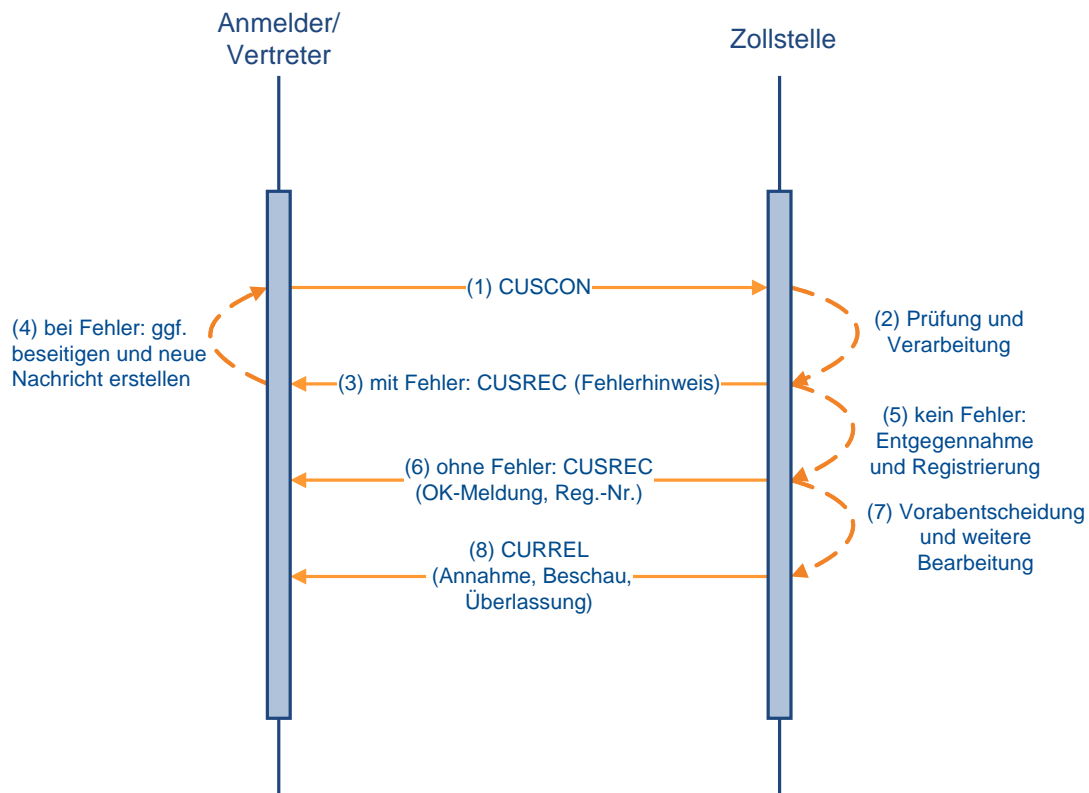 Anmelder/
Vertreter
Zollstelle
(1) CUSCON
(2) Prüfung und
Verarbeitung
(4) bei Fehler: ggf.
beseitigen und neue
Nachricht erstellen
(3) mit Fehler: CUSREC (Fehlerhinweis)
(5) kein Fehler:
Entgegennahme
und Registrierung
(6) ohne Fehler: CUSREC
(OK-Meldung, Reg.-Nr.)
(7) Vorabentscheidung
und weitere
Bearbeitung
(8) CURREL
(Annahme, Beschau,
Überlassung)